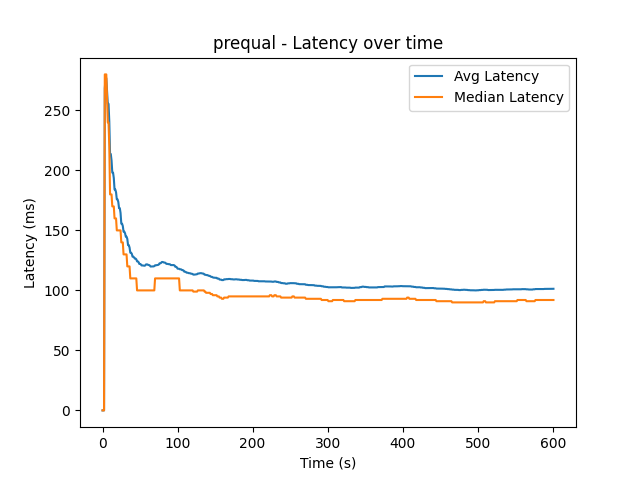 prequal - Latency over time
Avg Latency
Median Latency
Latency (ms)
250
200
150
100
50
0
0 100 200 300 400 500 600
Time (s)